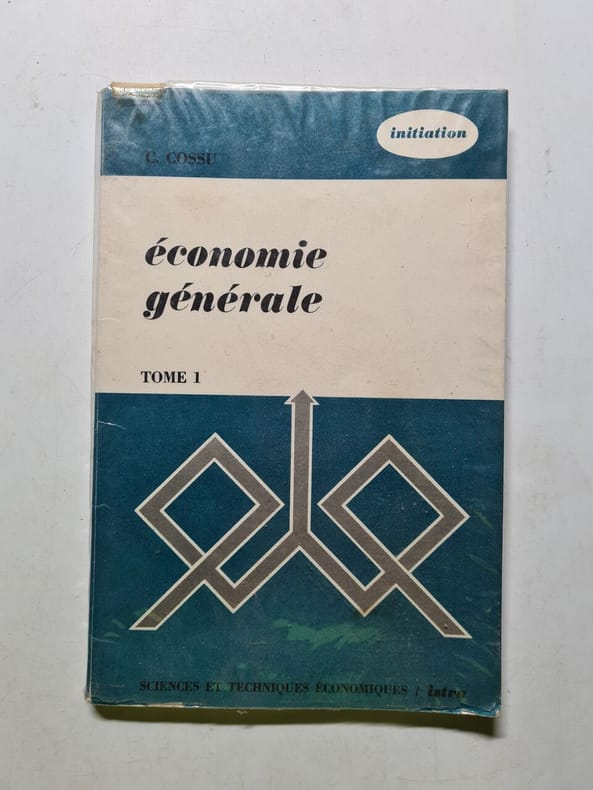 initiation
C. COSSU
économie
générale
TOME 1
SCIENCES ET TECHNIQUES ÉCONOMIQUES / istra